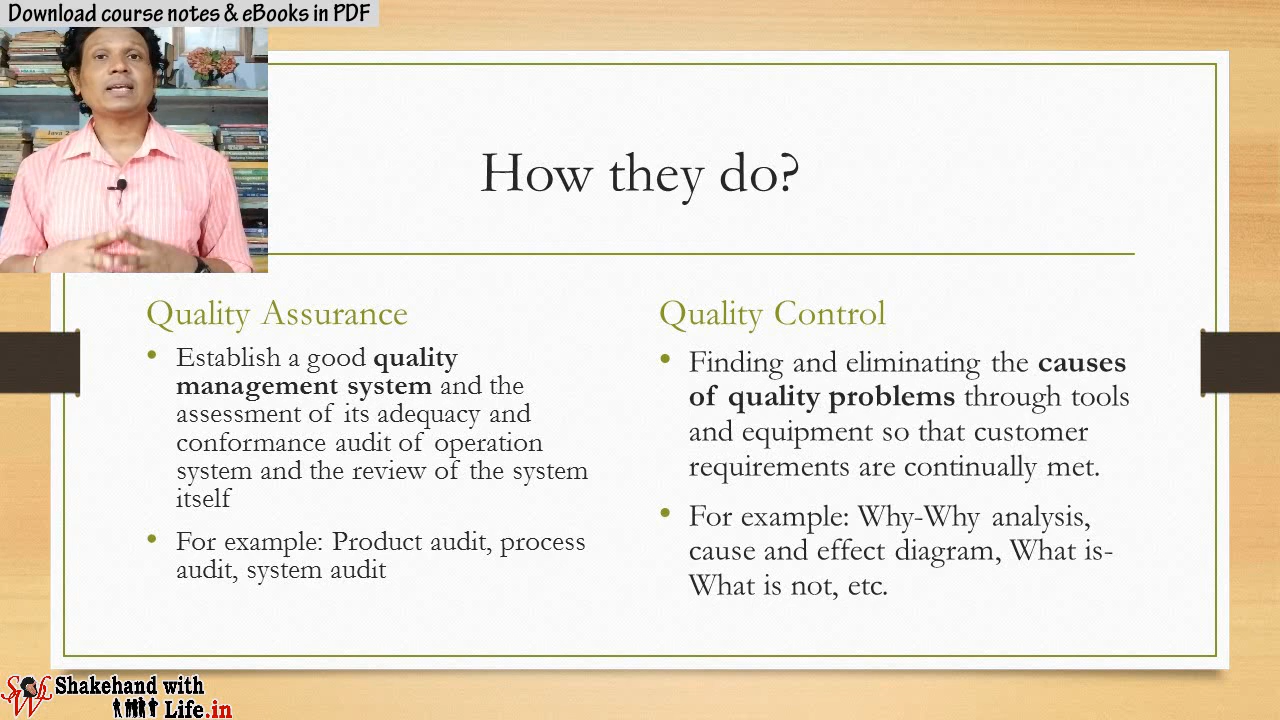 Download course notes & eBooks in PDF
How they do?
Quality Assurance
• Establish a good quality
management system and the
assessment of its adequacy and
conformance audit of operation
system and the review of the system
itself
• For example: Product audit, process
audit, system audit
Quality Control
• Finding and eliminating the causes
of quality problems through tools
and equipment so that customer
requirements are continually met.
• For example: Why-Why analysis,
cause and effect diagram, What is-
What is not, etc.
Shakehand with
Life.in